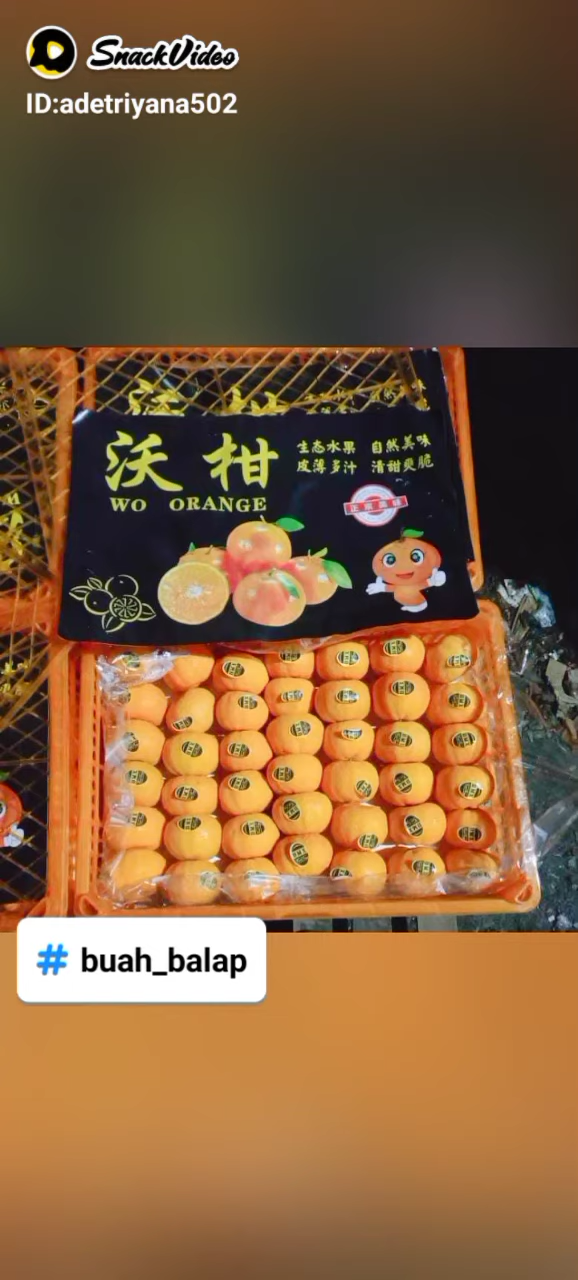 SnackVideo
ID:adetriyana502
沃柑
WO ORANGE
生态水果 自然美味
皮薄多汁 清甜爽脆
# buah_balap